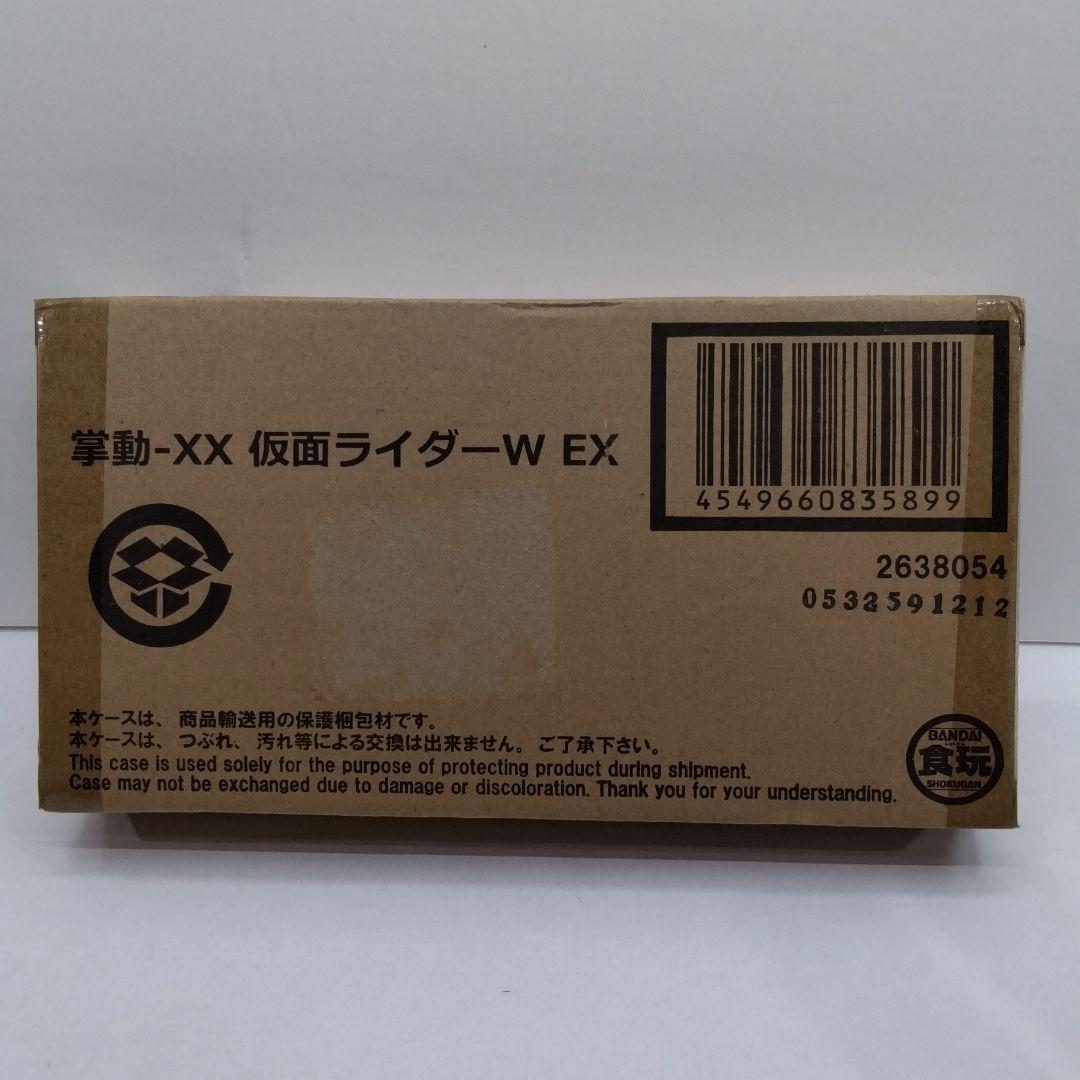 掌動-XX 仮面ライダーW EX
4549660835899
2638054
0532591212
本ケースは、商品輸送用の保護梱包材です。
本ケースは、つぶれ、汚れ等による交換は出来ません。ご了承下さい。
This case is used solely for the purpose of protecting product during shipment.
Case may not be exchanged due to damage or discoloration. Thank you for your understanding.
BANDAI
食玩
SHOKUGAN